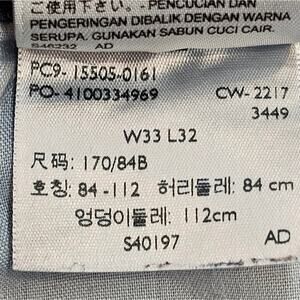 ご使用下さい。- PENCUCIAN DAN
PENGERINGAN DIBALIK DENGAN WARNA
SERUPA. GUNAKAN SABUN CUCI CAIR.
S46232 AD
PC9- 15505-0161
PO- 4100334969 CW- 2217
3449
W33 L32
尺码: 170/84B
호칭: 84 -112 허리둘레: 84 cm
엉덩이둘레: 112cm
S40197 AD